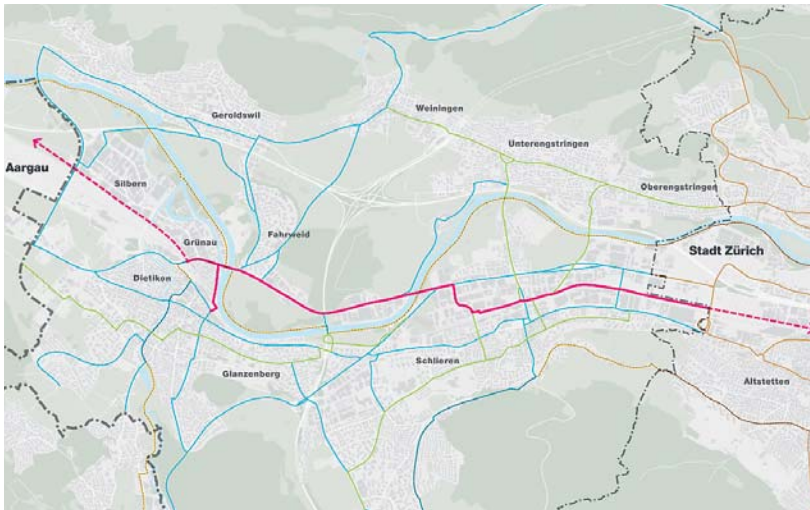 Geroldswil
Weiningen
Unterengstringen
Aargau
Silbern
Oberengstringen
Grünau
Fahrweid
Stadt Zürich
Dietikon
Glanzenberg
Schlieren
Altstetten